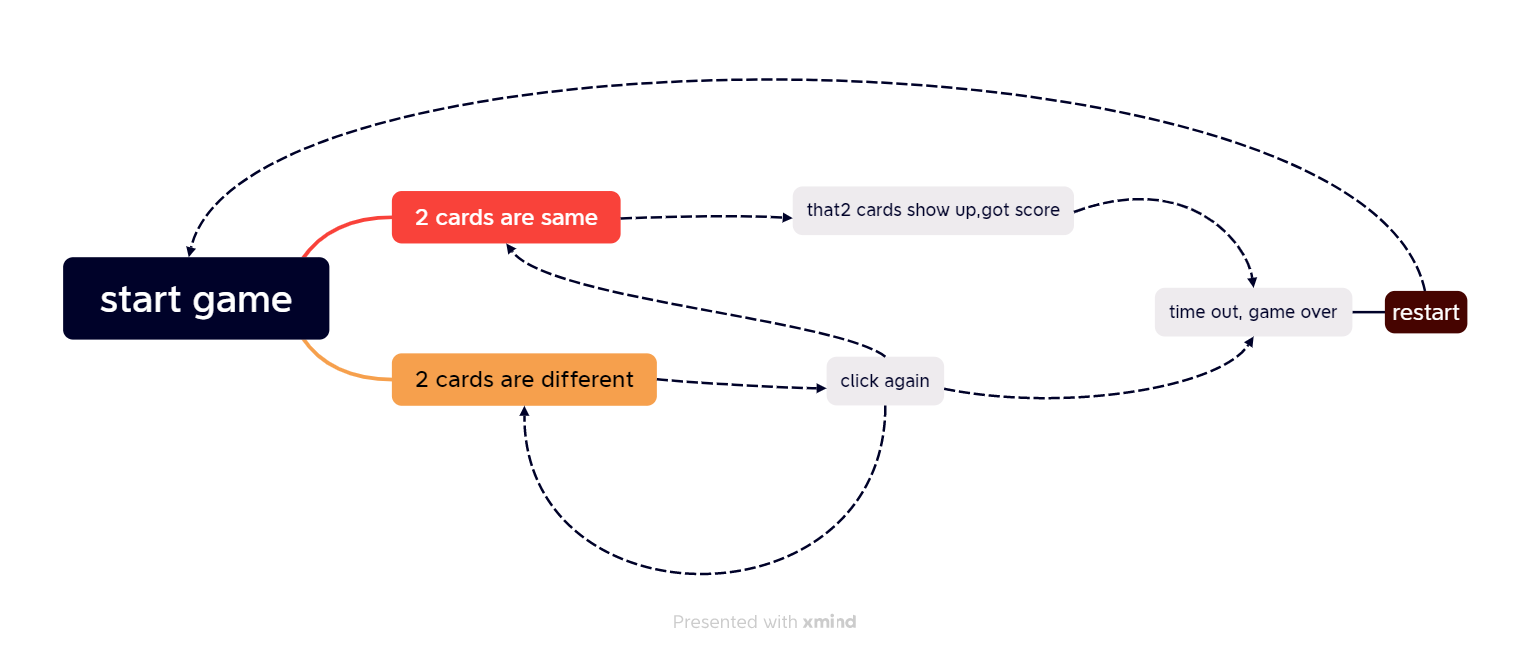 start game
2 cards are same
that2 cards show up,got score
2 cards are different
click again
time out, game over
restart
Presented with xmind